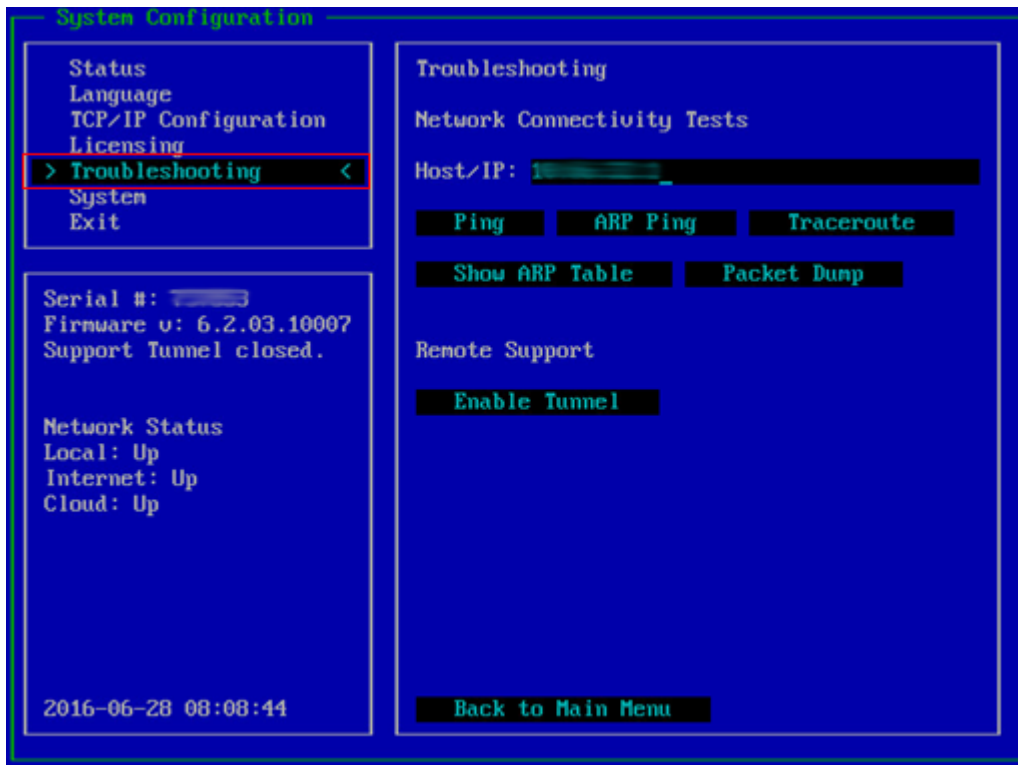 System Configuration
Status
Language
TCP/IP Configuration
Licensing
> Troubleshooting <
System
Exit
Serial #:
Firmware v: 6.2.03.10007
Support Tunnel closed.
Network Status
Local: Up
Internet: Up
Cloud: Up
2016-06-28 08:08:44
Troubleshooting
Network Connectivity Tests
Host/IP:
Ping ARP Ping Traceroute
Show ARP Table Packet Dump
Remote Support
Enable Tunnel
Back to Main Menu